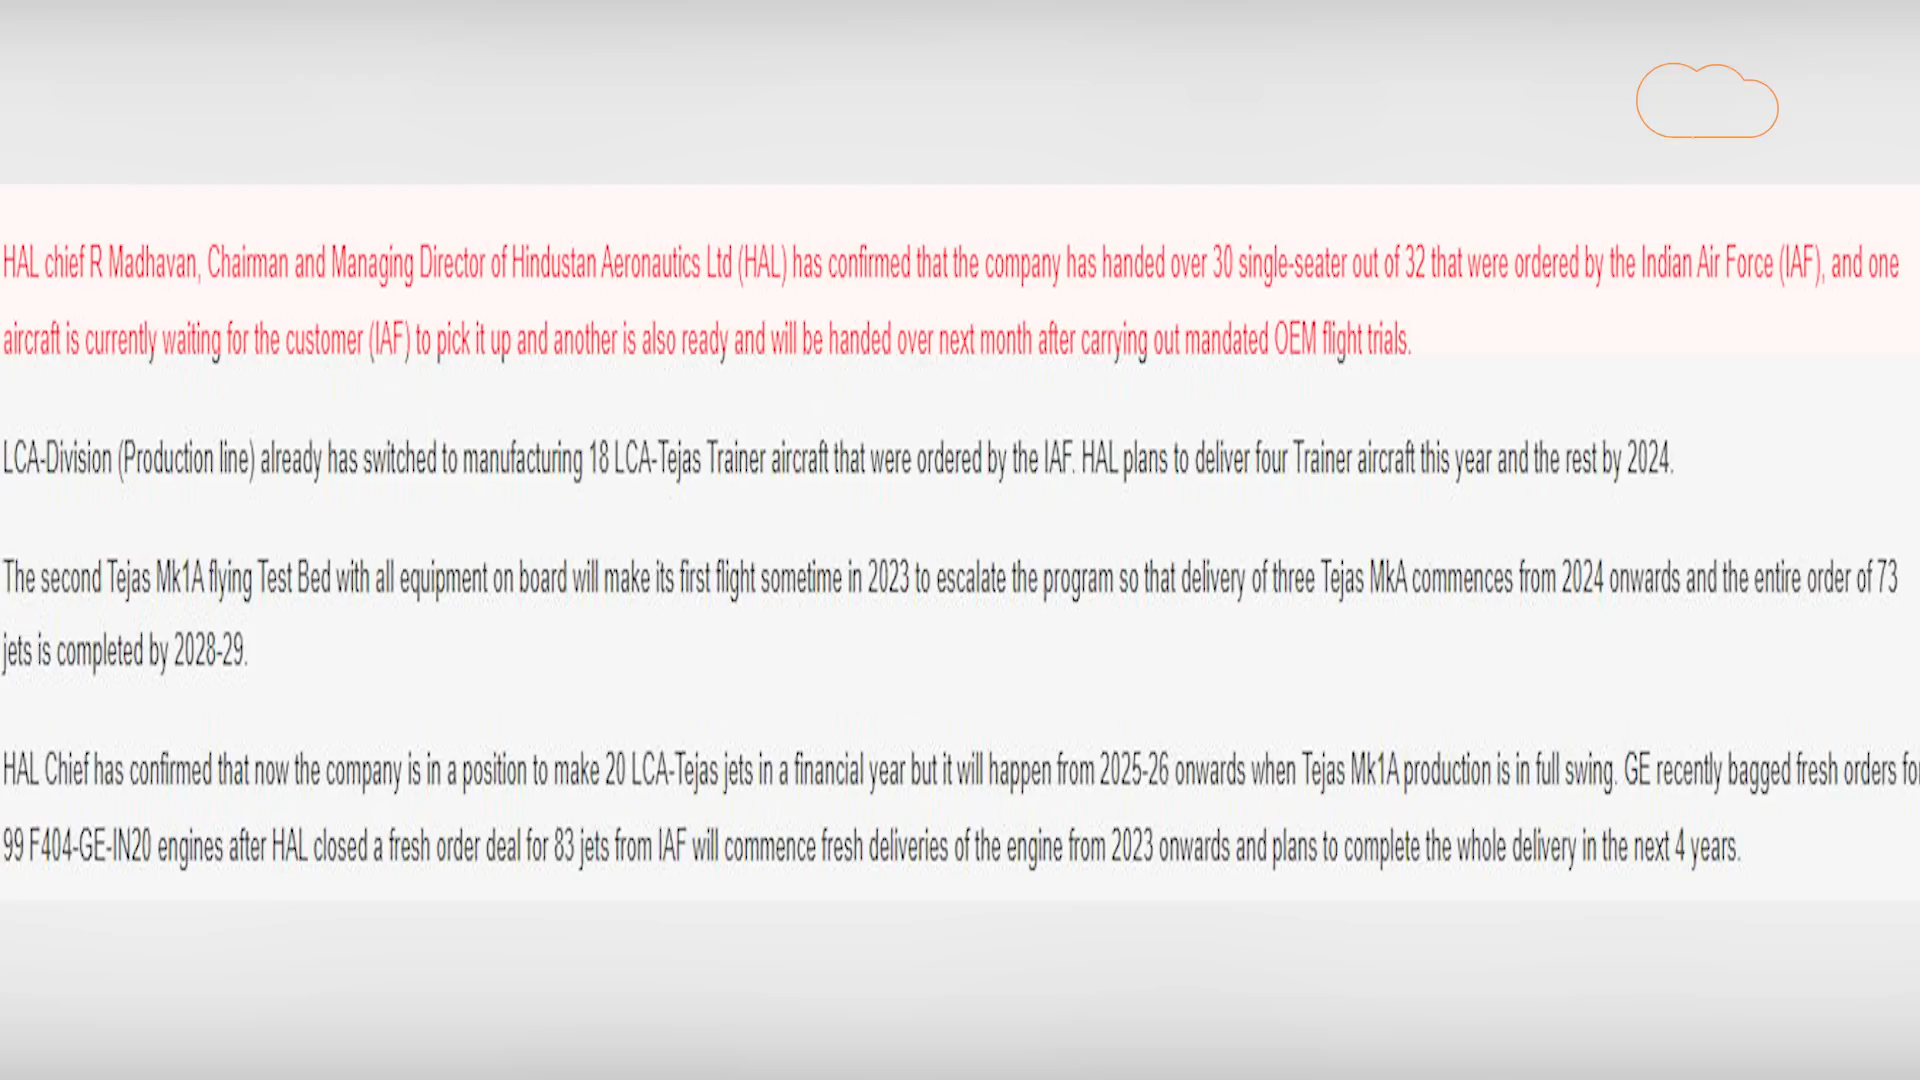 HAL chief R Madhavan, Chairman and Managing Director of Hindustan Aeronautics Ltd (HAL) has confirmed that the company has handed over 30 single-seater out of 32 that were ordered by the Indian Air Force (IAF), and one
aircraft is currently waiting for the customer (IAF) to pick it up and another is also ready and will be handed over next month after carrying out mandated OEM flight trials.
LCA-Division (Production line) already has switched to manufacturing 18 LCA-Tejas Trainer aircraft that were ordered by the IAF. HAL plans to deliver four Trainer aircraft this year and the rest by 2024.
The second Tejas Mk1A flying Test Bed with all equipment on board will make its first flight sometime in 2023 to escalate the program so that delivery of three Tejas MkA commences from 2024 onwards and the entire order of 73
jets is completed by 2028-29.
HAL Chief has confirmed that now the company is in a position to make 20 LCA-Tejas jets in a financial year but it will happen from 2025-26 onwards when Tejas Mk1A production is in full swing. GE recently bagged fresh orders for
99 F404-GE-IN20 engines after HAL closed a fresh order deal for 83 jets from IAF will commence fresh deliveries of the engine from 2023 onwards and plans to complete the whole delivery in the next 4 years.